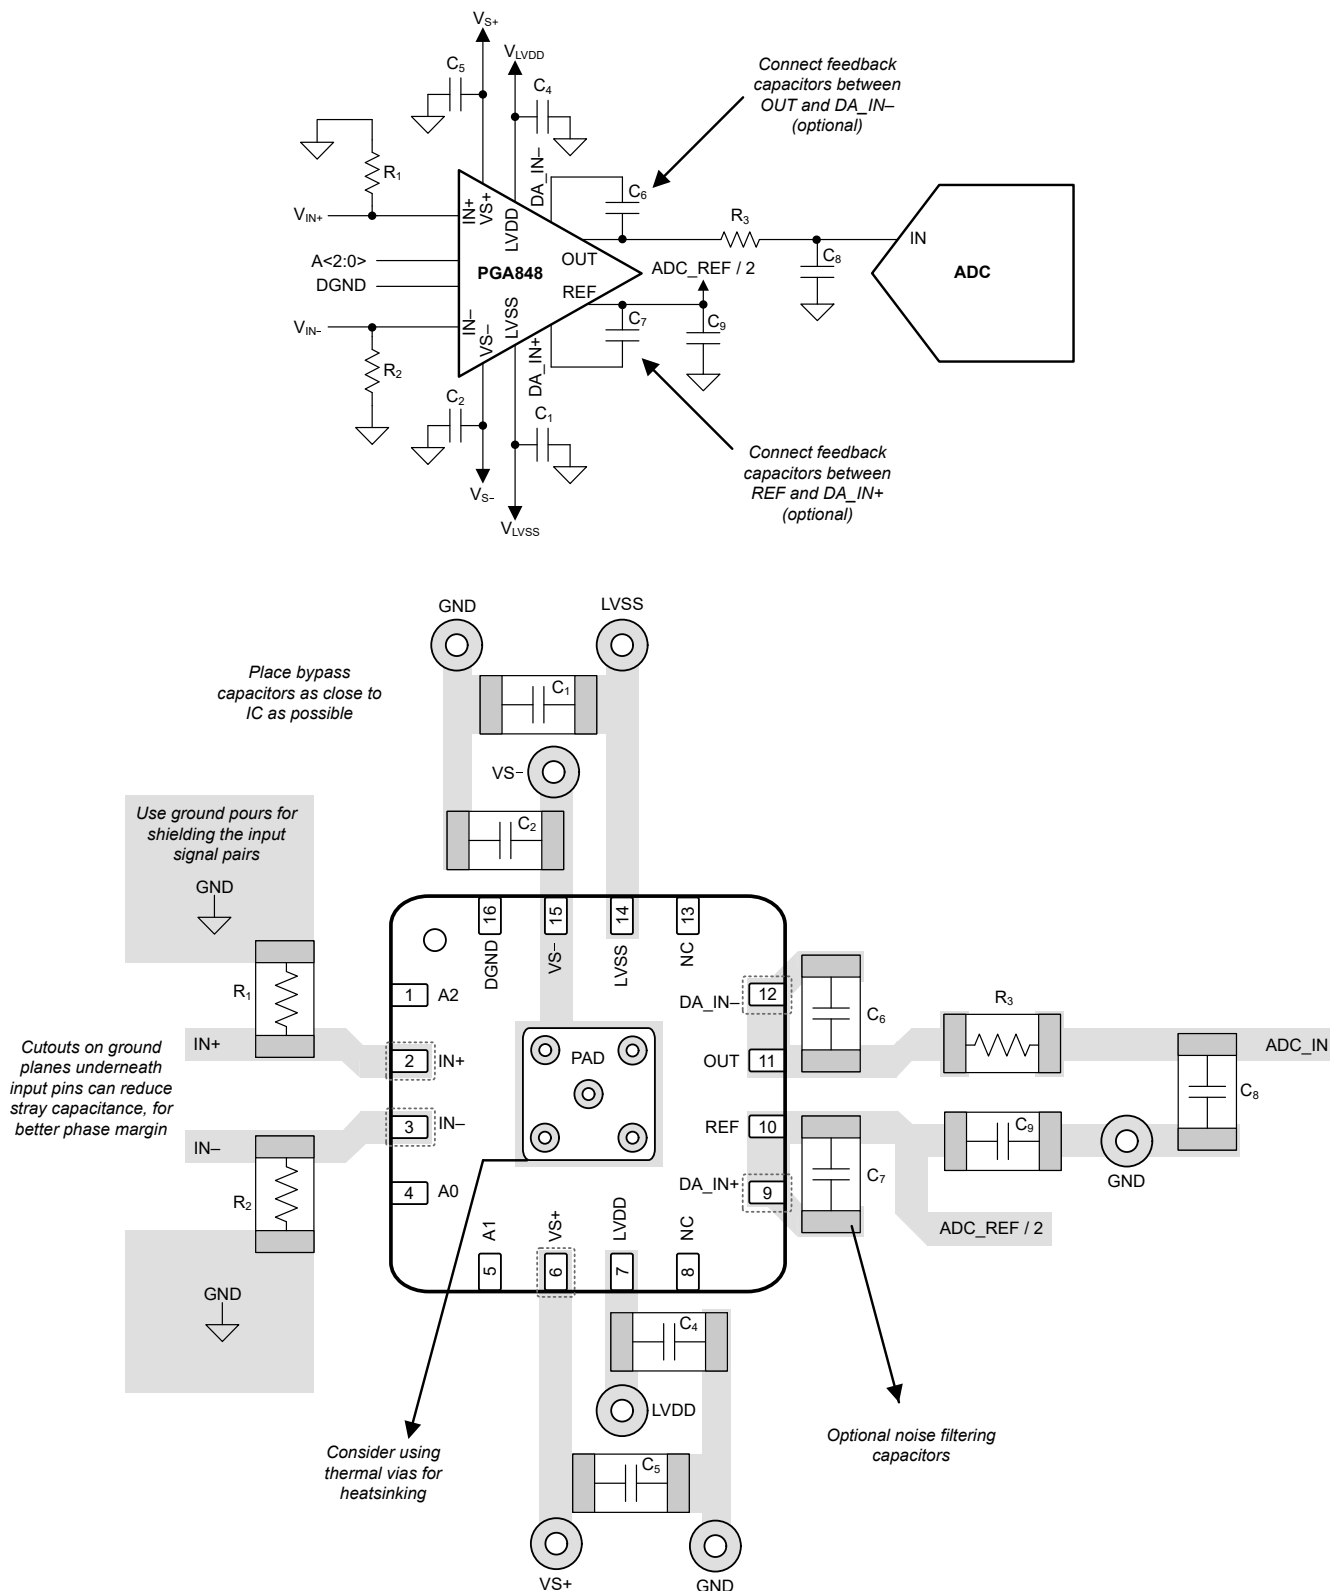 VS+
VLVDD
C5
C4
Connect feedback
capacitors between
OUT and DA_IN–
(optional)
R1
DA_IN–
C6
VIN+
IN+
VS+
LVDD
R3
IN
A<2:0>
PGA848
OUT
ADC_REF / 2
C8
ADC
DGND
REF
VIN–
IN–
VS–
LVSS
DA_IN+
C7
C9
R2
C2
C1
Connect feedback
capacitors between
REF and DA_IN+
(optional)
VS–
VLVSS
GND
LVSS
Place bypass
capacitors as close to
IC as possible
C1
VS–
C2
Use ground pours for
shielding the input
signal pairs
GND
16
15
14
13
DGND
VS–
LVSS
NC
R1
1
A2
DA_IN–
12
C6
R3
IN+
2
IN+
PAD
OUT
11
ADC_IN
Cutouts on ground
planes underneath
input pins can reduce
stray capacitance, for
better phase margin
C8
IN–
3
IN–
REF
10
C9
C7
GND
R2
4
A0
DA_IN+
9
ADC_REF / 2
A1
VS+
LVDD
NC
5
6
7
8
GND
C4
LVDD
Consider using
thermal vias for
heatsinking
Optional noise filtering
capacitors
C5
VS+
GND